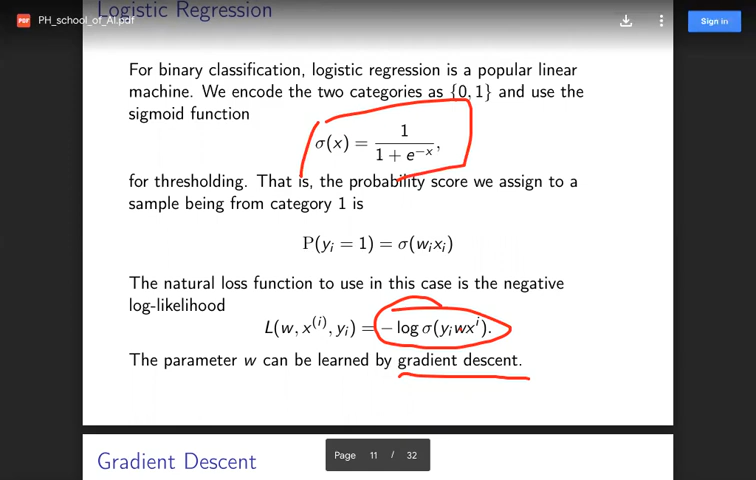 Logistic Regression
PH_school_of_AI.pdf
Sign in
For binary classification, logistic regression is a popular linear
machine. We encode the two categories as {0, 1} and use the
sigmoid function
σ(x) = 1 / (1 + e^{−x}),
for thresholding. That is, the probability score we assign to a
sample being from category 1 is
P(y_i = 1) = σ(w_i x_i)
The natural loss function to use in this case is the negative
log-likelihood
L(w, x^{(i)}, y_i) = − log σ(y_i w x^i).
The parameter w can be learned by gradient descent.
Gradient Descent
Page 11 / 32